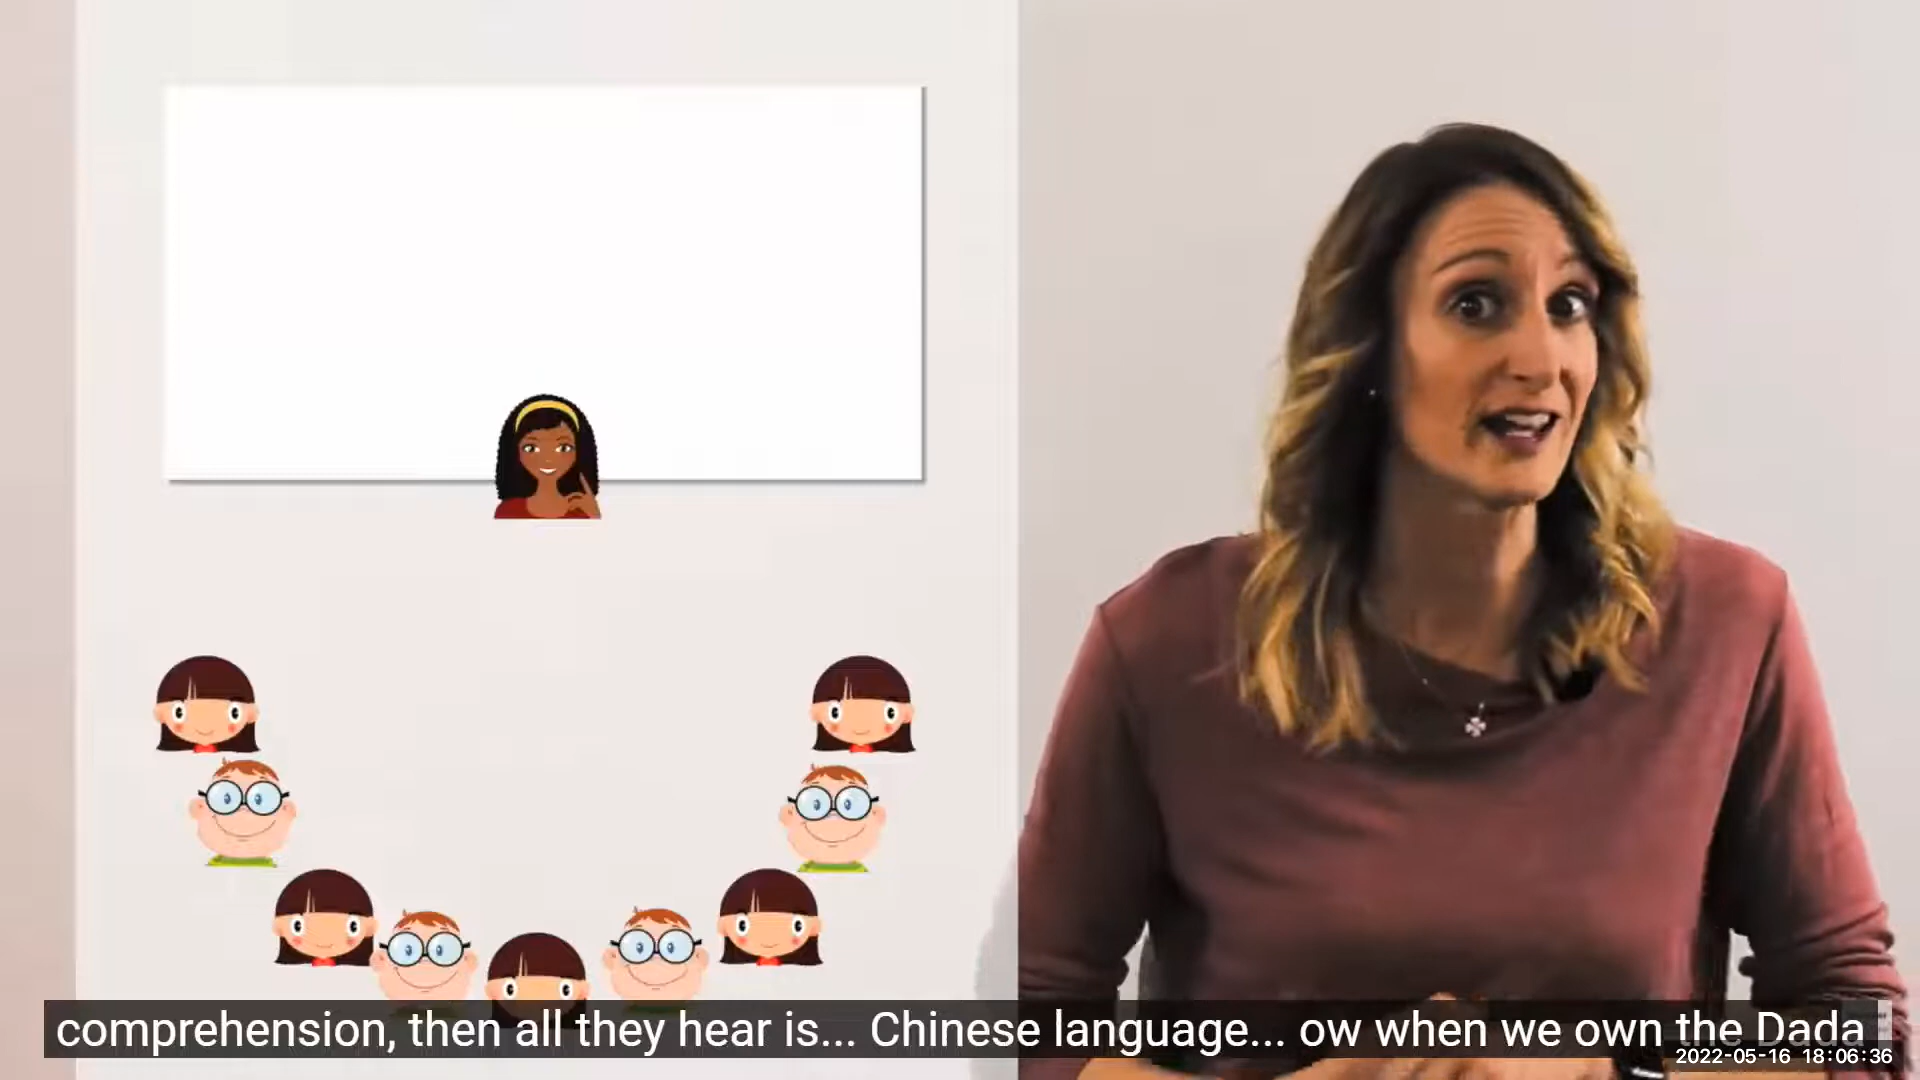 comprehension, then all they hear is... Chinese language... ow when we own the Dada
2022-05-16 18:06:36